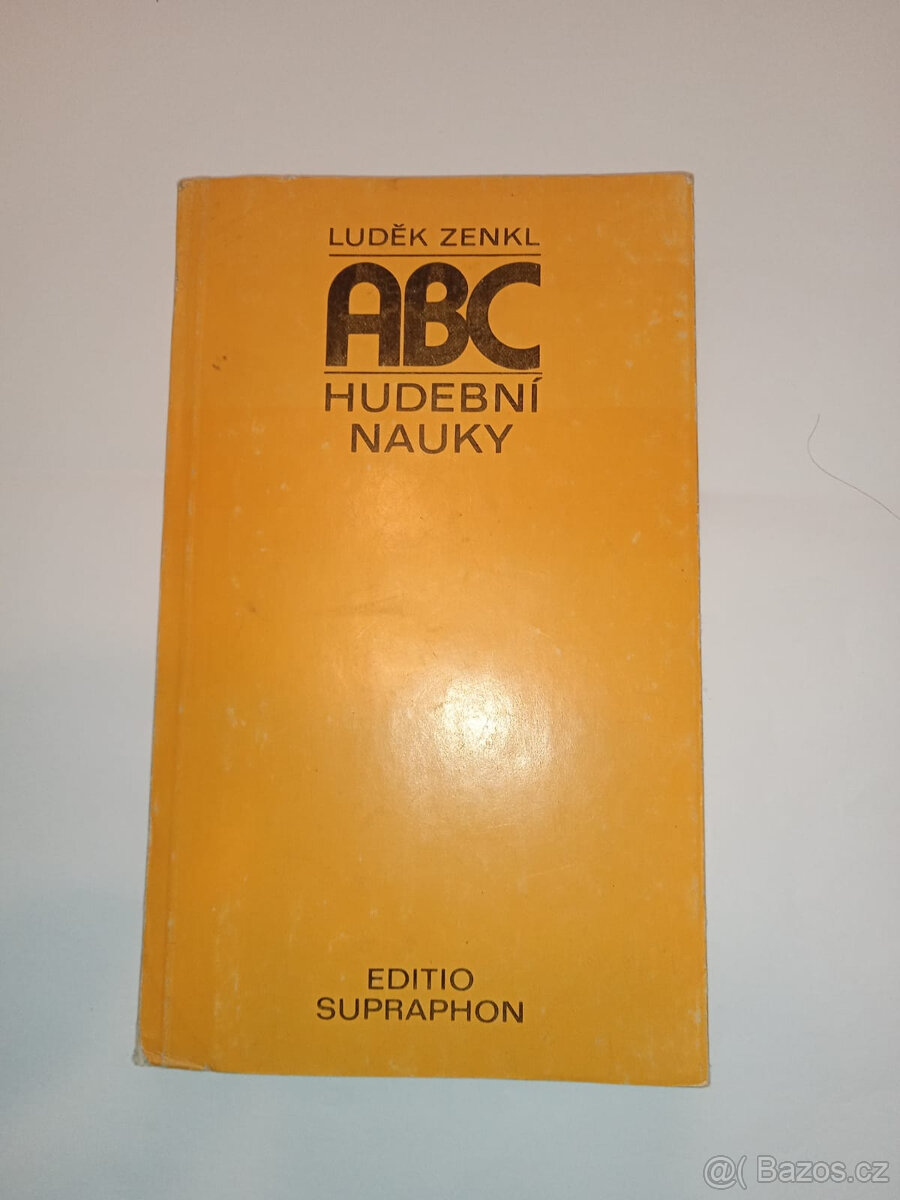 LUDĚK ZENKL
ABC
HUDEBNÍ
NAUKY
EDITIO
SUPRAPHON
@( Bazos.cz